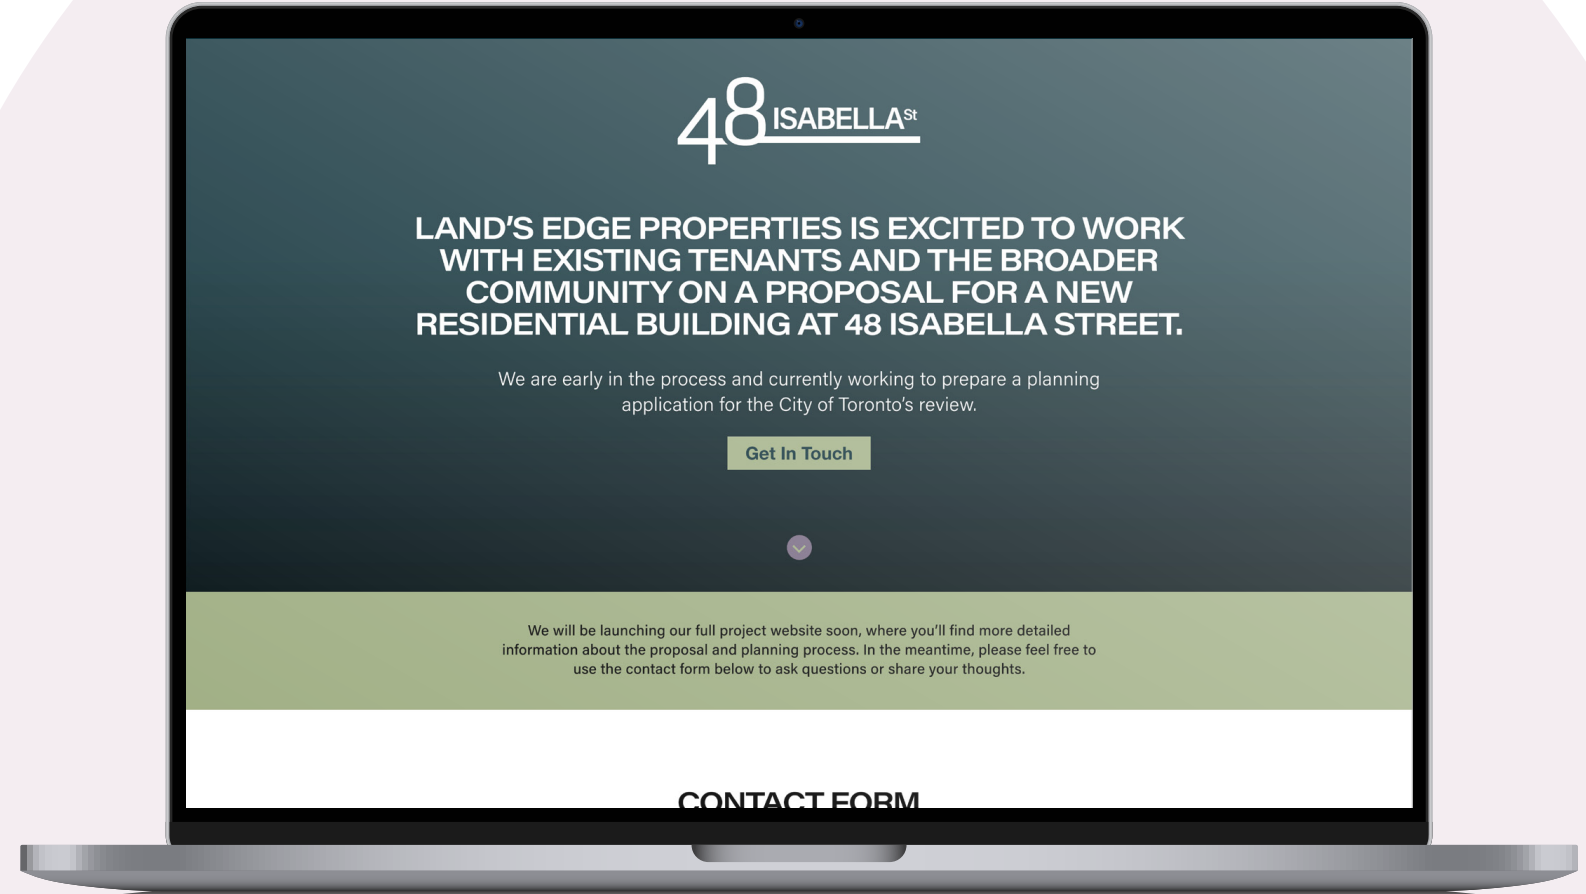 48 ISABELLA St
LAND'S EDGE PROPERTIES IS EXCITED TO WORK
WITH EXISTING TENANTS AND THE BROADER
COMMUNITY ON A PROPOSAL FOR A NEW
RESIDENTIAL BUILDING AT 48 ISABELLA STREET.
We are early in the process and currently working to prepare a planning
application for the City of Toronto's review.
Get In Touch
We will be launching our full project website soon, where you'll find more detailed
information about the proposal and planning process. In the meantime, please feel free to
use the contact form below to ask questions or share your thoughts.
CONTACT FORM